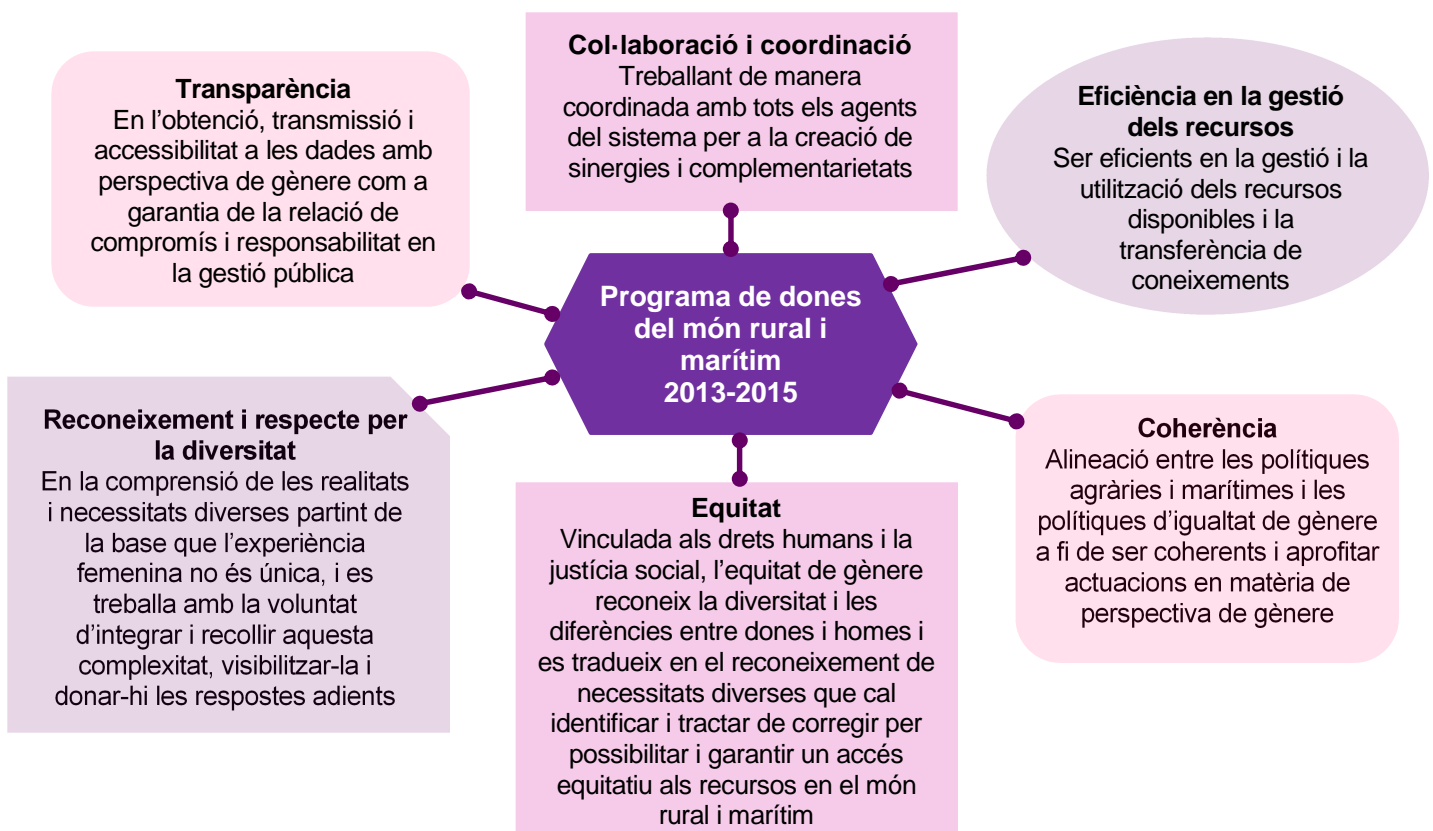 Transparència
En l’obtenció, transmissió i
accessibilitat a les dades amb
perspectiva de gènere com a
garantia de la relació de
compromís i responsabilitat en
la gestió pública
Col·laboració i coordinació
Treballant de manera
coordinada amb tots els agents
del sistema per a la creació de
sinergies i complementarietats
Eficiència en la gestió
dels recursos
Ser eficients en la gestió i la
utilització dels recursos
disponibles i la
transferència de
coneixements
Programa de dones
del món rural i
marítim
2013-2015
Reconeixement i respecte per
la diversitat
En la comprensió de les realitats
i necessitats diverses partint de
la base que l’experiència
femenina no és única, i es
treballa amb la voluntat
d’integrar i recollir aquesta
complexitat, visibilitzar-la i
donar-hi les respostes adients
Equitat
Vinculada als drets humans i la
justícia social, l’equitat de gènere
reconeix la diversitat i les
diferències entre dones i homes i
es tradueix en el reconeixement de
necessitats diverses que cal
identificar i tractar de corregir per
possibilitar i garantir un accés
equitatiu als recursos en el món
rural i marítim
Coherència
Alineació entre les polítiques
agràries i marítimes i les
polítiques d’igualtat de gènere
a fi de ser coherents i aprofitar
actuacions en matèria de
perspectiva de gènere